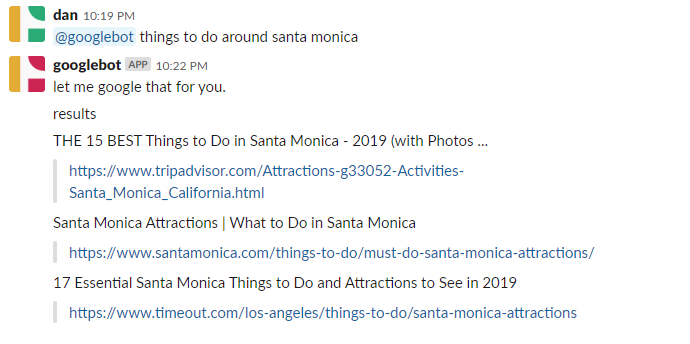 dan 10:19 PM
@googlebot things to do around santa monica
googlebot APP 10:22 PM
let me google that for you.
results
THE 15 BEST Things to Do in Santa Monica - 2019 (with Photos ...
https://www.tripadvisor.com/Attractions-g33052-Activities-
Santa_Monica_California.html
Santa Monica Attractions | What to Do in Santa Monica
https://www.santamonica.com/things-to-do/must-do-santa-monica-attractions/
17 Essential Santa Monica Things to Do and Attractions to See in 2019
https://www.timeout.com/los-angeles/things-to-do/santa-monica-attractions